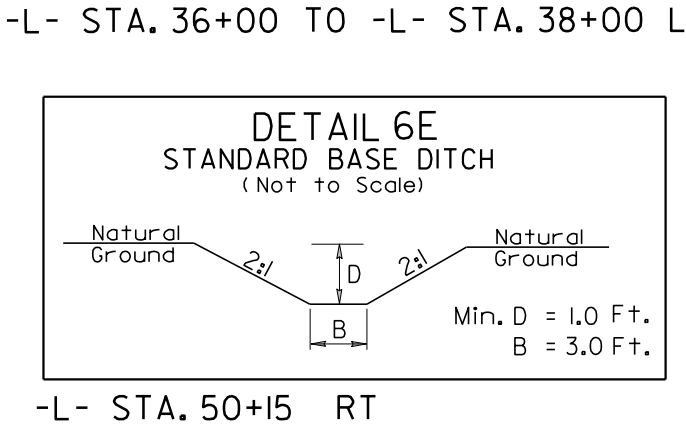 -L- STA. 36+00 TO -L- STA. 38+00 L
DETAIL 6E
STANDARD BASE DITCH
(Not to Scale)
Natural
Ground
2:1
D
2:1
Natural
Ground
B
Min. D = 1.0 Ft.
B = 3.0 Ft.
-L- STA. 50+15 RT